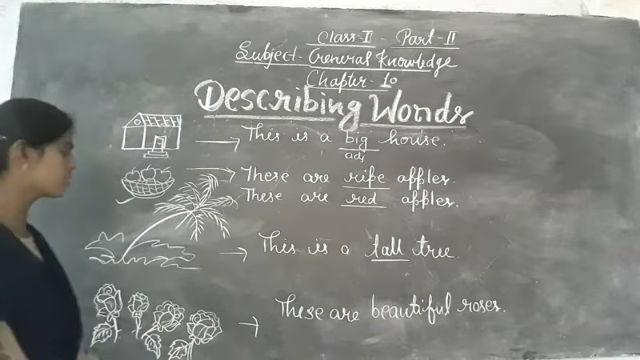 Class-II - Part-II
Subject- General Knowledge
Chapter-10
Describing Words
This is a big house.
adj
These are ripe apples.
These are red apples.
This is a tall tree.
These are beautiful roses.